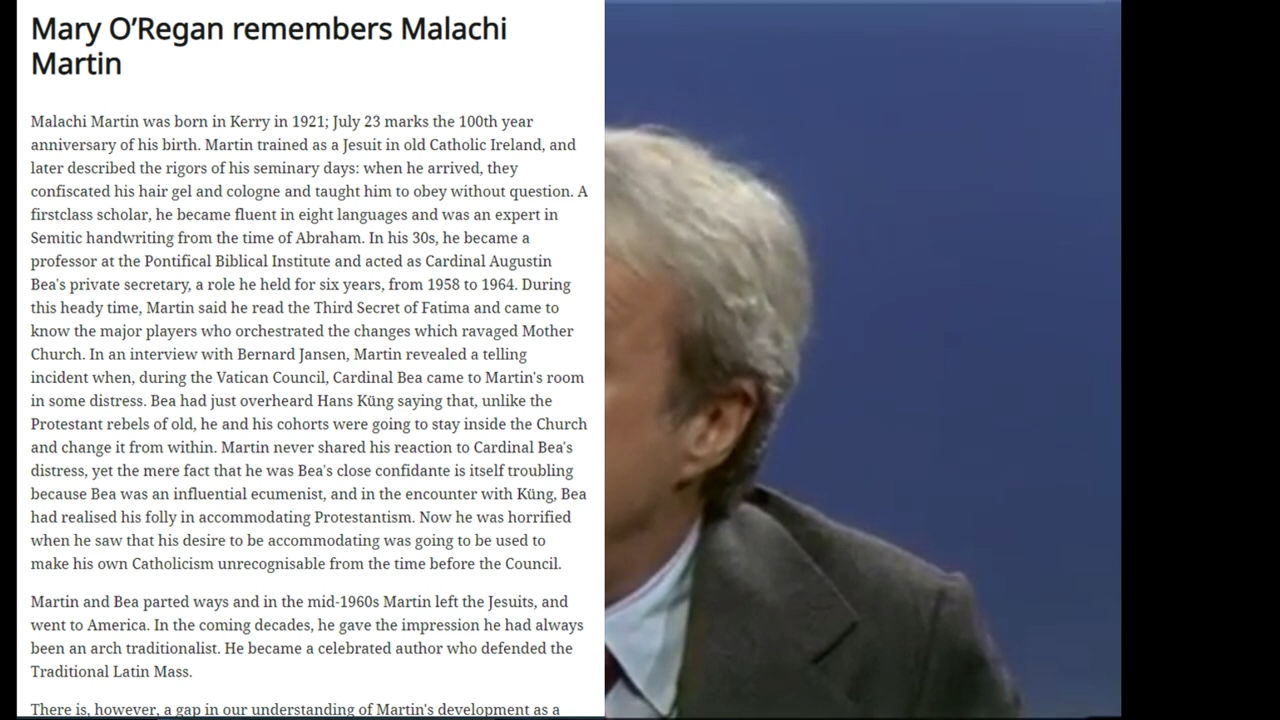 Mary O’Regan remembers Malachi
Martin
Malachi Martin was born in Kerry in 1921; July 23 marks the 100th year
anniversary of his birth. Martin trained as a Jesuit in old Catholic Ireland, and
later described the rigors of his seminary days: when he arrived, they
confiscated his hair gel and cologne and taught him to obey without question. A
firstclass scholar, he became fluent in eight languages and was an expert in
Semitic handwriting from the time of Abraham. In his 30s, he became a
professor at the Pontifical Biblical Institute and acted as Cardinal Augustin
Bea's private secretary, a role he held for six years, from 1958 to 1964. During
this heady time, Martin said he read the Third Secret of Fatima and came to
know the major players who orchestrated the changes which ravaged Mother
Church. In an interview with Bernard Jansen, Martin revealed a telling
incident when, during the Vatican Council, Cardinal Bea came to Martin's room
in some distress. Bea had just overheard Hans Küng saying that, unlike the
Protestant rebels of old, he and his cohorts were going to stay inside the Church
and change it from within. Martin never shared his reaction to Cardinal Bea's
distress, yet the mere fact that he was Bea's close confidante is itself troubling
because Bea was an influential ecumenist, and in the encounter with Küng, Bea
had realised his folly in accommodating Protestantism. Now he was horrified
when he saw that his desire to be accommodating was going to be used to
make his own Catholicism unrecognisable from the time before the Council.
Martin and Bea parted ways and in the mid-1960s Martin left the Jesuits, and
went to America. In the coming decades, he gave the impression he had always
been an arch traditionalist. He became a celebrated author who defended the
Traditional Latin Mass.
There is, however, a gap in our understanding of Martin's development as a